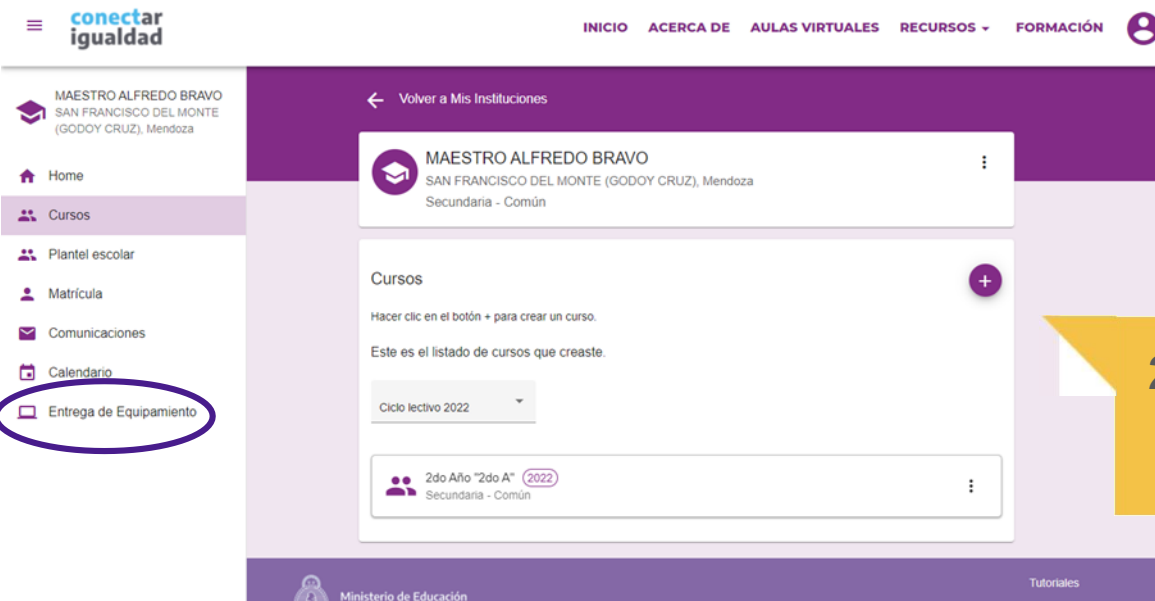 conectar
igualdad
INICIO ACERCA DE AULAS VIRTUALES RECURSOS FORMACIÓN
MAESTRO ALFREDO BRAVO
SAN FRANCISCO DEL MONTE
(GODOY CRUZ), Mendoza
Home
Cursos
Plantel escolar
Matrícula
Comunicaciones
Calendario
Entrega de Equipamiento
Volver a Mis Instituciones
MAESTRO ALFREDO BRAVO
SAN FRANCISCO DEL MONTE (GODOY CRUZ), Mendoza
Secundaria - Común
Cursos
+
Hacer clic en el botón + para crear un curso.
Este es el listado de cursos que creaste.
Ciclo lectivo 2022
2do Año "2do A" 2022
Secundaria - Común
Ministerio de Educación
Tutoriales